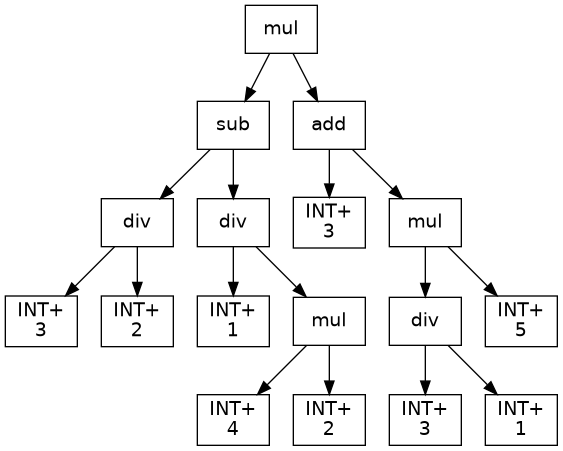 mul
sub
add
div
div
INT+
3
mul
INT+
3
INT+
2
INT+
1
mul
div
INT+
5
INT+
4
INT+
2
INT+
3
INT+
1